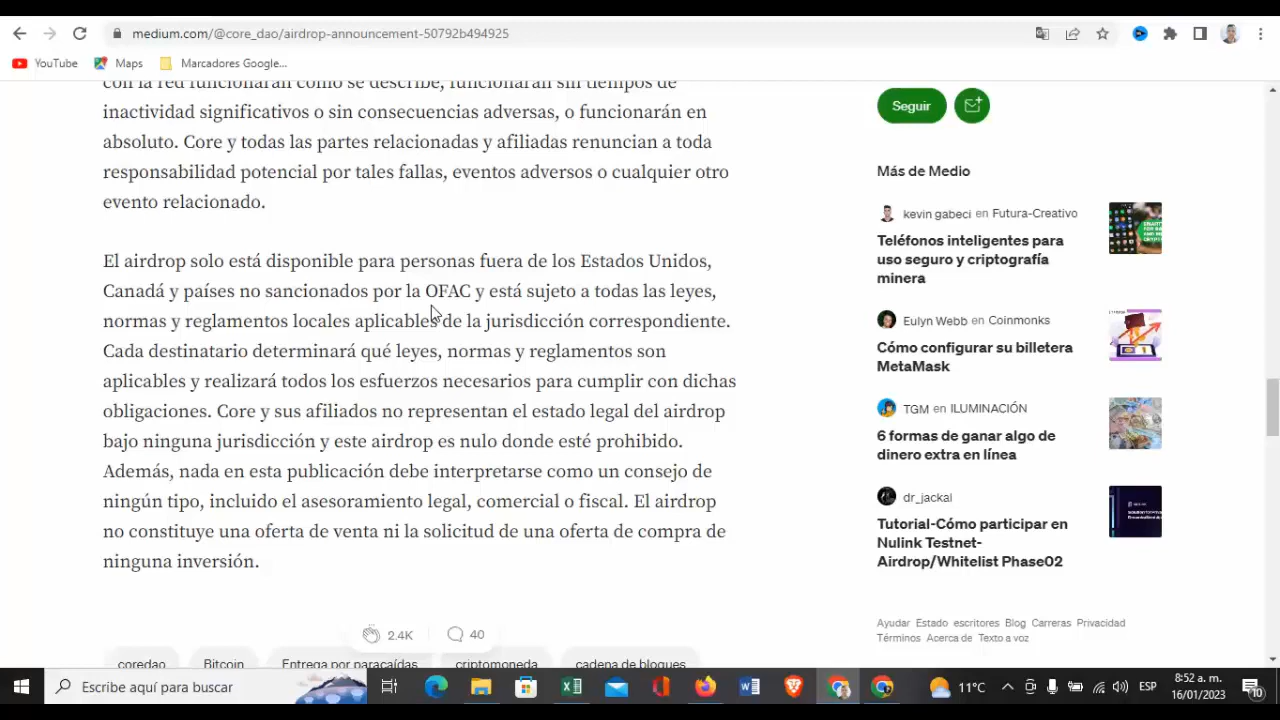 medium.com/@core_dao/airdrop-announcement-50792b494925
YouTube Maps Marcadores Google...
con la red funcionarán como se describe, funcionarán sin tiempos de
inactividad significativos o sin consecuencias adversas, o funcionarán en
absoluto. Core y todas las partes relacionadas y afiliadas renuncian a toda
responsabilidad potencial por tales fallas, eventos adversos o cualquier otro
evento relacionado.
El airdrop solo está disponible para personas fuera de los Estados Unidos,
Canadá y países no sancionados por la OFAC y está sujeto a todas las leyes,
normas y reglamentos locales aplicables de la jurisdicción correspondiente.
Cada destinatario determinará qué leyes, normas y reglamentos son
aplicables y realizará todos los esfuerzos necesarios para cumplir con dichas
obligaciones. Core y sus afiliados no representan el estado legal del airdrop
bajo ninguna jurisdicción y este airdrop es nulo donde esté prohibido.
Además, nada en esta publicación debe interpretarse como un consejo de
ningún tipo, incluido el asesoramiento legal, comercial o fiscal. El airdrop
no constituye una oferta de venta ni la solicitud de una oferta de compra de
ninguna inversión.
2.4K 40
coredao Bitcoin Entrega por paracaídas criptomoneda cadena de bloques
Seguir
Más de Medio
kevin gabeci en Futura-Creativo
Teléfonos inteligentes para
uso seguro y criptografía
minera
Eulyn Webb en Coinmonks
Cómo configurar su billetera
MetaMask
TGM en ILUMINACIÓN
6 formas de ganar algo de
dinero extra en línea
dr_jackal
Tutorial-Cómo participar en
Nulink Testnet-
Airdrop/Whitelist Phase02
Ayudar Estado escritores Blog Carreras Privacidad
Términos Acerca de Texto a voz
Escribe aquí para buscar
11°C
ESP
8:52 a. m.
16/01/2023
10